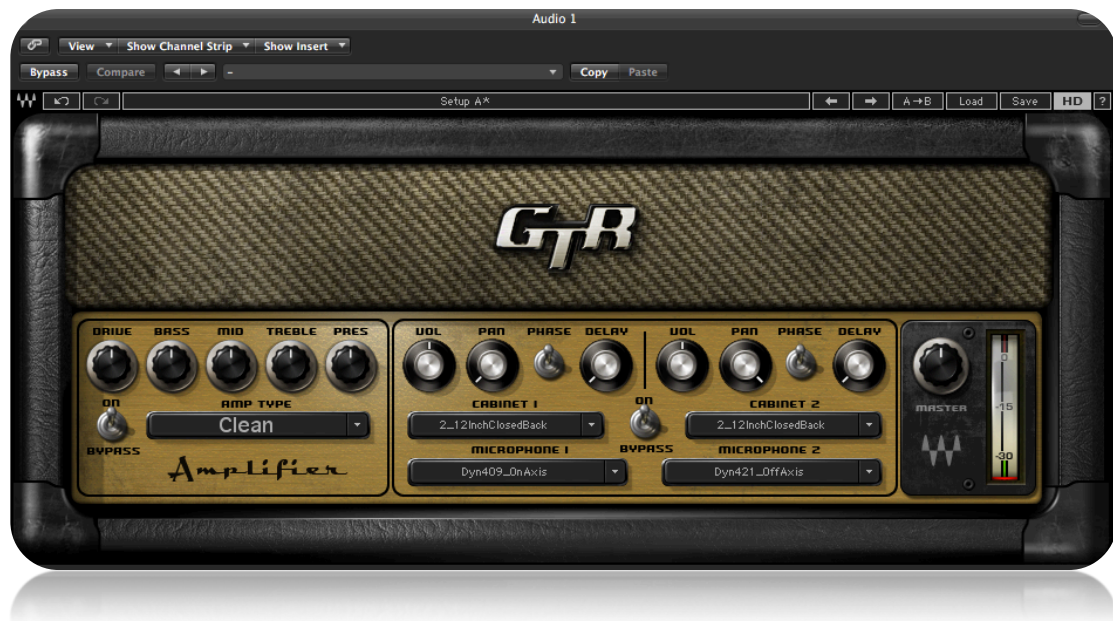 Audio 1
View Show Channel Strip Show Insert
Bypass Compare - Copy Paste
Setup A* A→B Load Save HD ?
GTR
DRIVE BASS MID TREBLE PRES VOL PAN PHASE DELAY VOL PAN PHASE DELAY
0
ON AMP TYPE CABINET 1 ON CABINET 2 MASTER -15
Clean 2_12InchClosedBack 2_12InchClosedBack
BYPASS MICROPHONE 1 BYPASS MICROPHONE 2
-30
Amplifier Dyn409_OnAxis Dyn421_OffAxis